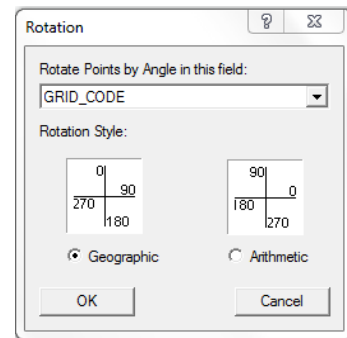 Rotation
Rotate Points by Angle in this field:
GRID_CODE
Rotation Style:
0 90
90 0
270 180
180 270
Geographic Arithmetic
OK Cancel